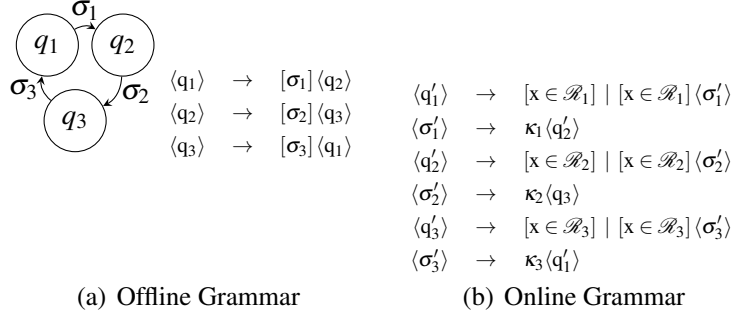 σ₁
q₁ q₂
σ₃ σ₂
q₃
⟨q₁⟩ → [σ₁]⟨q₂⟩
⟨q₂⟩ → [σ₂]⟨q₃⟩
⟨q₃⟩ → [σ₃]⟨q₁⟩
(a) Offline Grammar
⟨q′₁⟩ → [x ∈ ℛ₁] | [x ∈ ℛ₁]⟨σ′₁⟩
⟨σ′₁⟩ → κ₁⟨q′₂⟩
⟨q′₂⟩ → [x ∈ ℛ₂] | [x ∈ ℛ₂]⟨σ′₂⟩
⟨σ′₂⟩ → κ₂⟨q₃⟩
⟨q′₃⟩ → [x ∈ ℛ₃] | [x ∈ ℛ₃]⟨σ′₃⟩
⟨σ′₃⟩ → κ₃⟨q′₁⟩
(b) Online Grammar